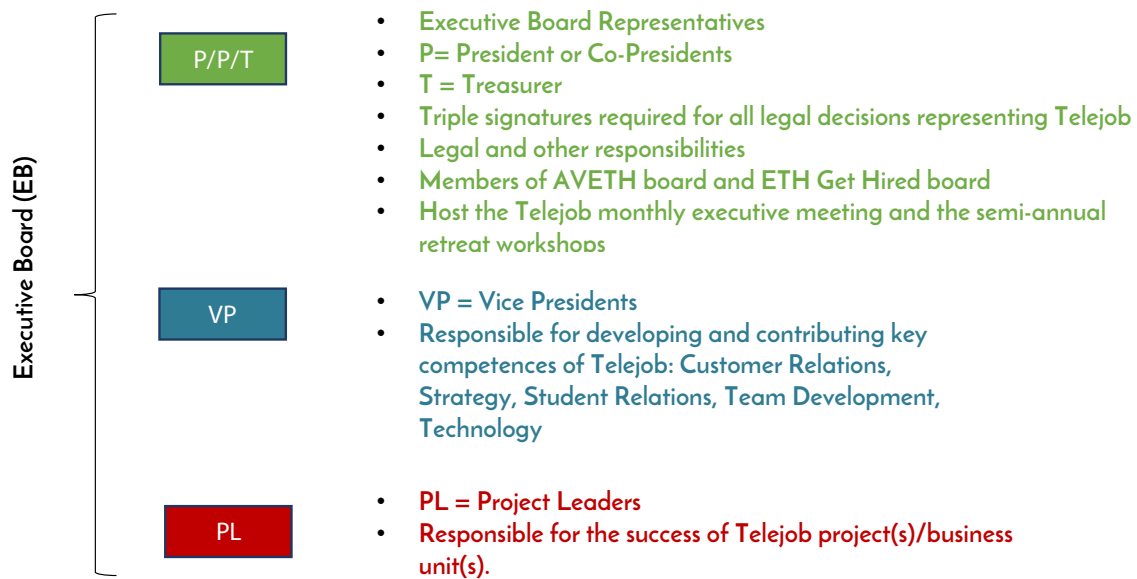 Executive Board (EB)
P/P/T
• Executive Board Representatives
• P= President or Co-Presidents
• T = Treasurer
• Triple signatures required for all legal decisions representing Telejob
• Legal and other responsibilities
• Members of AVETH board and ETH Get Hired board
• Host the Telejob monthly executive meeting and the semi-annual
retreat workshops
VP
• VP = Vice Presidents
• Responsible for developing and contributing key
competences of Telejob: Customer Relations,
Strategy, Student Relations, Team Development,
Technology
PL
• PL = Project Leaders
• Responsible for the success of Telejob project(s)/business
unit(s).